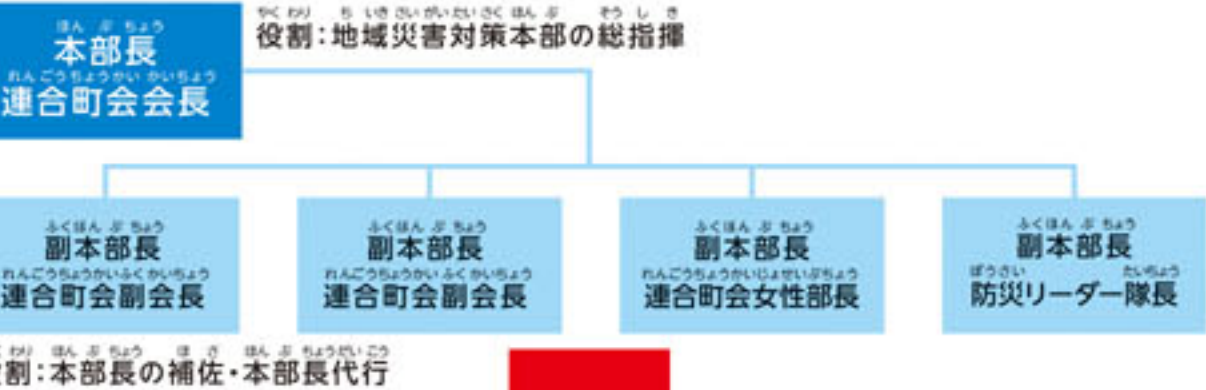 本部長
連合町会会長
役割：地域災害対策本部の総指揮
副本部長
連合町会副会長
副本部長
連合町会副会長
副本部長
連合町会女性部長
副本部長
防災リーダー隊長
割：本部長の補佐・本部長代行